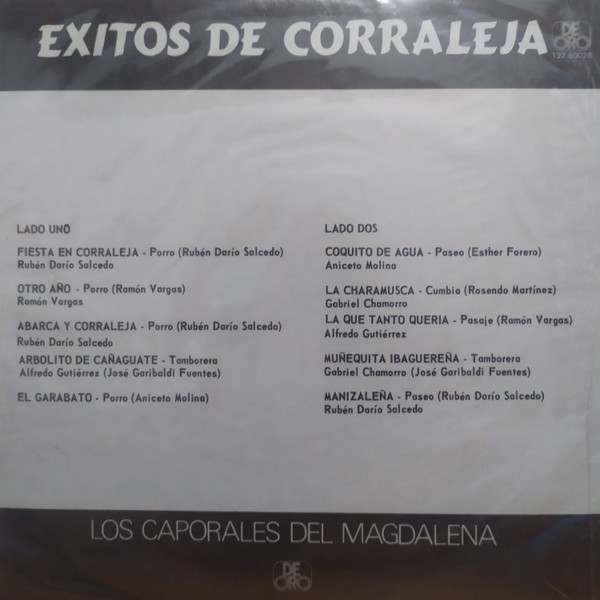 EXITOS DE CORRALEJA
DE ORO
132 60026
LADO UNO
FIESTA EN CORRALEJA - Porro (Rubén Darío Salcedo)
Rubén Darío Salcedo
OTRO AÑO - Porro (Ramón Vargas)
Ramón Vargas
ABARCA Y CORRALEJA - Porro (Rubén Darío Salcedo)
Rubén Darío Salcedo
ARBOLITO DE CAÑAGUATE - Tamborera
Alfredo Gutiérrez (José Garibaldi Fuentes)
EL GARABATO - Porro (Aniceto Molina)
LADO DOS
COQUITO DE AGUA - Paseo (Esther Forero)
Aniceto Molina
LA CHARAMUSCA - Cumbia (Rosendo Martínez)
Gabriel Chamorro
LA QUE TANTO QUERIA - Pasaje (Ramón Vargas)
Alfredo Gutiérrez
MUÑEQUITA IBAGUEREÑA - Tamborera
Gabriel Chamorro (José Garibaldi Fuentes)
MANIZALEÑA - Paseo (Rubén Darío Salcedo)
Rubén Darío Salcedo
LOS CAPORALES DEL MAGDALENA
DE ORO